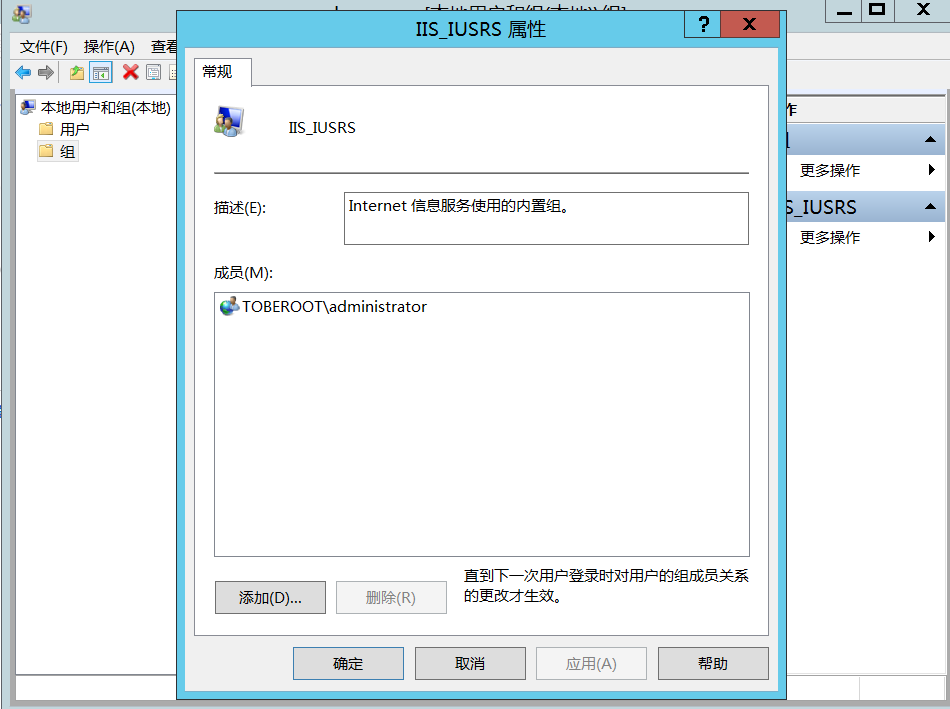 IIS_IUSRS 属性
文件(F) 操作(A) 查看
常规
本地用户和组(本地)
用户
组
IIS_IUSRS
描述(E):
Internet 信息服务使用的内置组。
成员(M):
TOBEROOT\administrator
添加(D)...
删除(R)
直到下一次用户登录时对用户的组成员关系
的更改才生效。
确定
取消
应用(A)
帮助
作
更多操作
S_IUSRS
更多操作